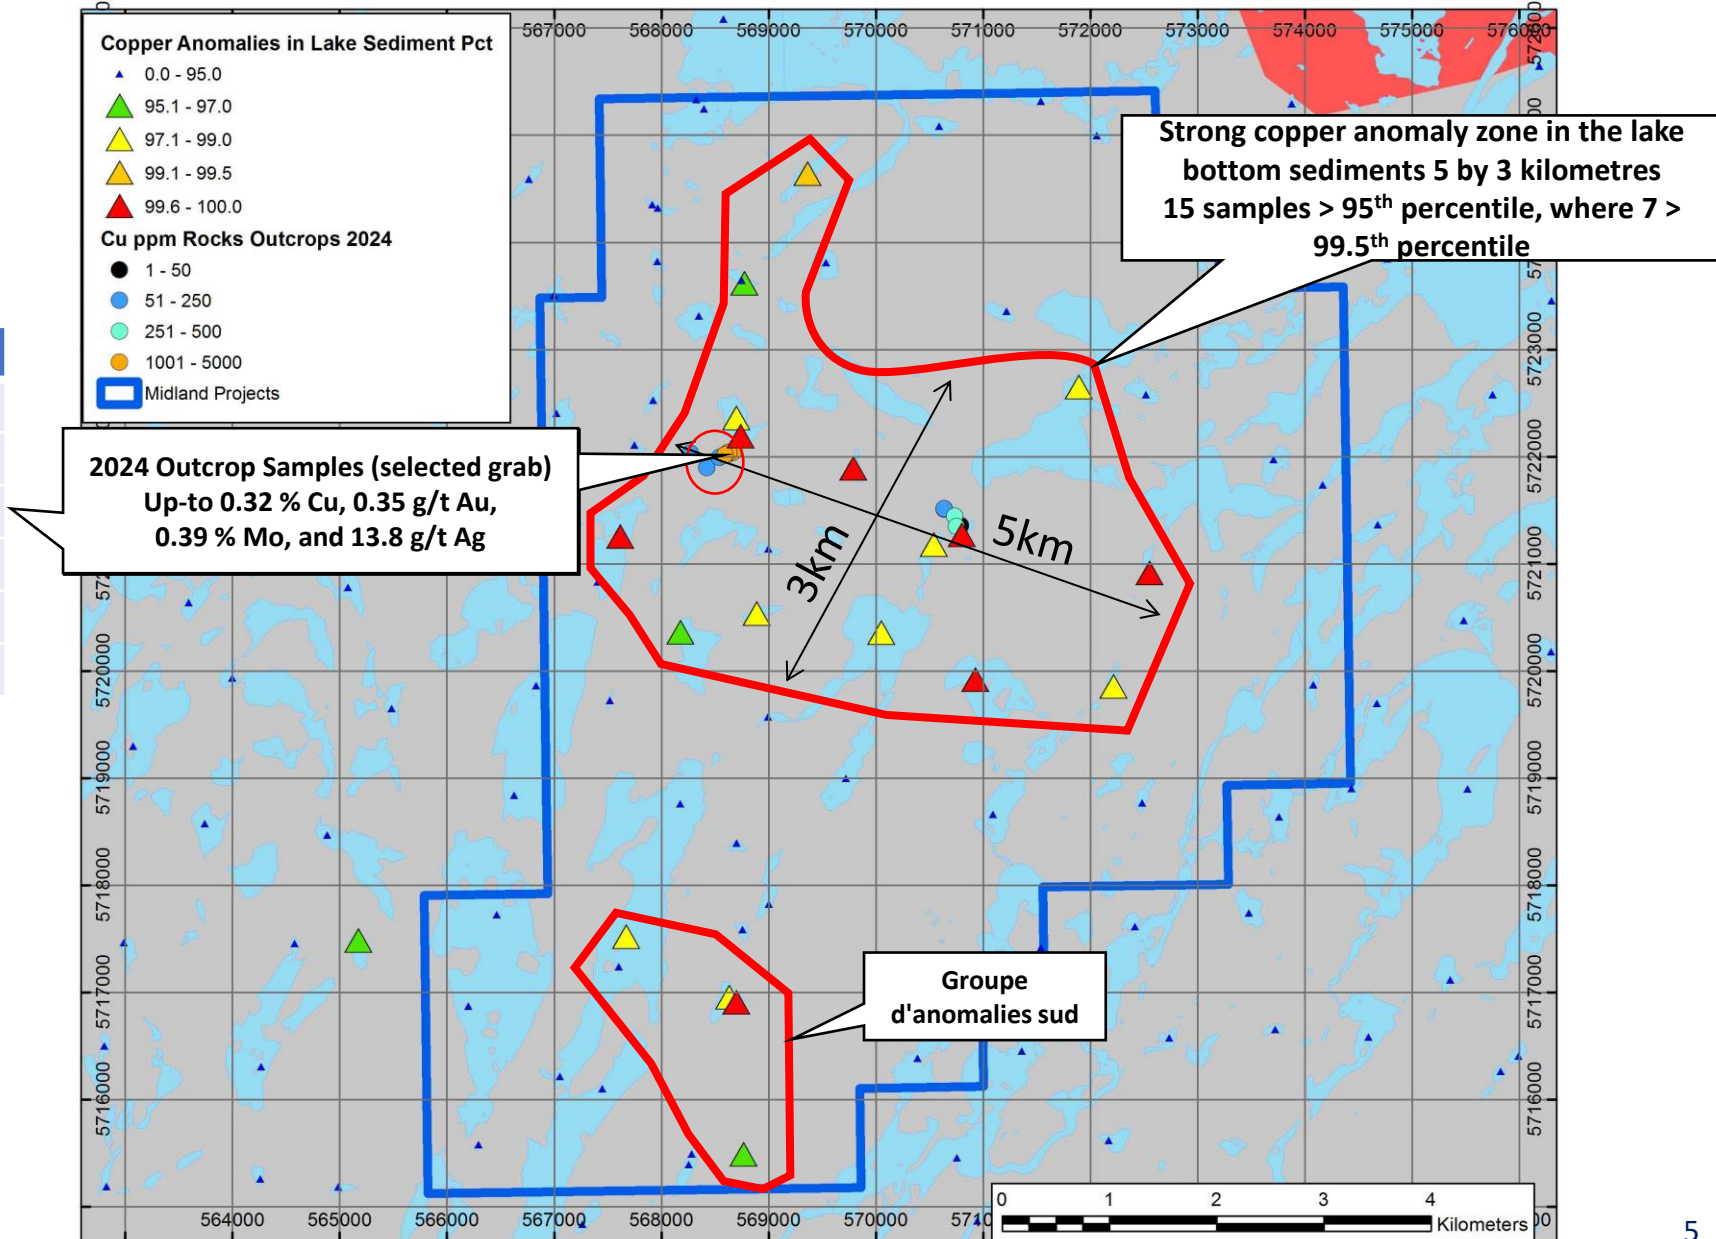 567000 568000 569000 570000 571000 572000 573000 574000 575000
Copper Anomalies in Lake Sediment Pct
0.0 - 95.0
95.1 - 97.0
97.1 - 99.0
99.1 - 99.5
99.6 - 100.0
Cu ppm Rocks Outcrops 2024
1 - 50
51 - 250
251 - 500
1001 - 5000
Midland Projects
Strong copper anomaly zone in the lake
bottom sediments 5 by 3 kilometres
15 samples > 95th percentile, where 7 >
99.5th percentile
2024 Outcrop Samples (selected grab)
Up-to 0.32 % Cu, 0.35 g/t Au,
0.39 % Mo, and 13.8 g/t Ag
3km
5km
Groupe
d'anomalies sud
5720000
5719000
5718000
5717000
5716000
5723000
5722000
5721000
5720000
5719000
5718000
5717000
5716000
564000 565000 566000 567000 568000 569000 570000
0 1 2 3 4
Kilometers
5